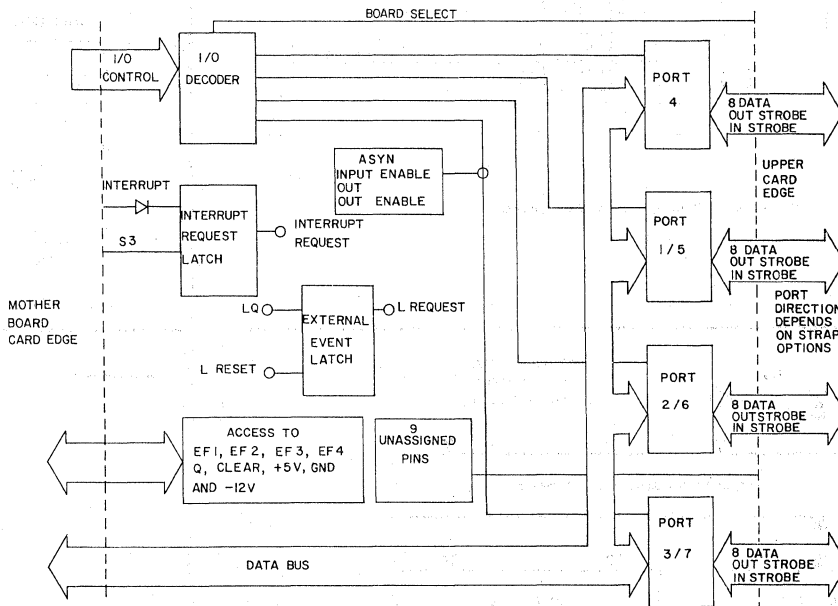 BOARD SELECT
I/O
CONTROL
I/O
DECODER
PORT
4
8 DATA
OUT STROBE
IN STROBE
ASYN
INPUT ENABLE
OUT
OUT ENABLE
UPPER
CARD
EDGE
INTERRUPT
S3
INTERRUPT
REQUEST
LATCH
INTERRUPT
REQUEST
PORT
1/5
8 DATA
OUT STROBE
IN STROBE
MOTHER
BOARD
CARD EDGE
LQ
L RESET
EXTERNAL
EVENT
LATCH
L REQUEST
PORT
DIRECTION
DEPENDS
ON STRAP
OPTIONS
PORT
2/6
8 DATA
OUTSTROBE
IN STROBE
ACCESS TO
EF1, EF2, EF3, EF4
Q, CLEAR, +5V, GND
AND -12V
9
UNASSIGNED
PINS
PORT
3/7
8 DATA
OUT STROBE
IN STROBE
DATA BUS